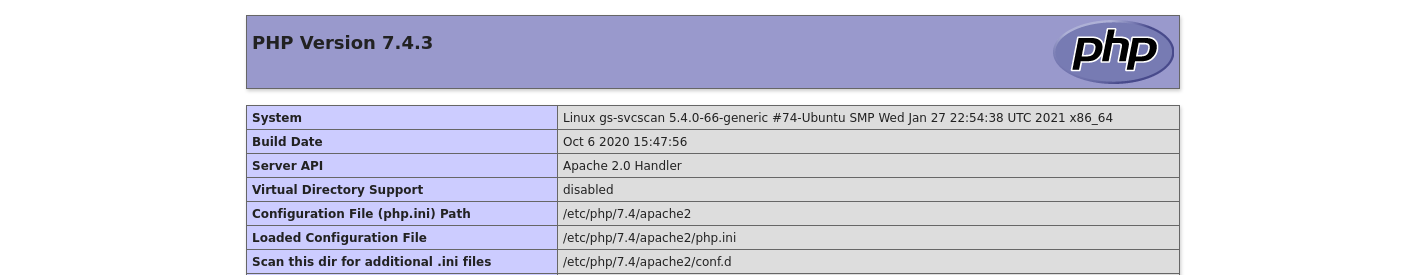 PHP Version 7.4.3
php
System Linux gs-svcscan 5.4.0-66-generic #74-Ubuntu SMP Wed Jan 27 22:54:38 UTC 2021 x86_64
Build Date Oct 6 2020 15:47:56
Server API Apache 2.0 Handler
Virtual Directory Support disabled
Configuration File (php.ini) Path /etc/php/7.4/apache2
Loaded Configuration File /etc/php/7.4/apache2/php.ini
Scan this dir for additional .ini files /etc/php/7.4/apache2/conf.d